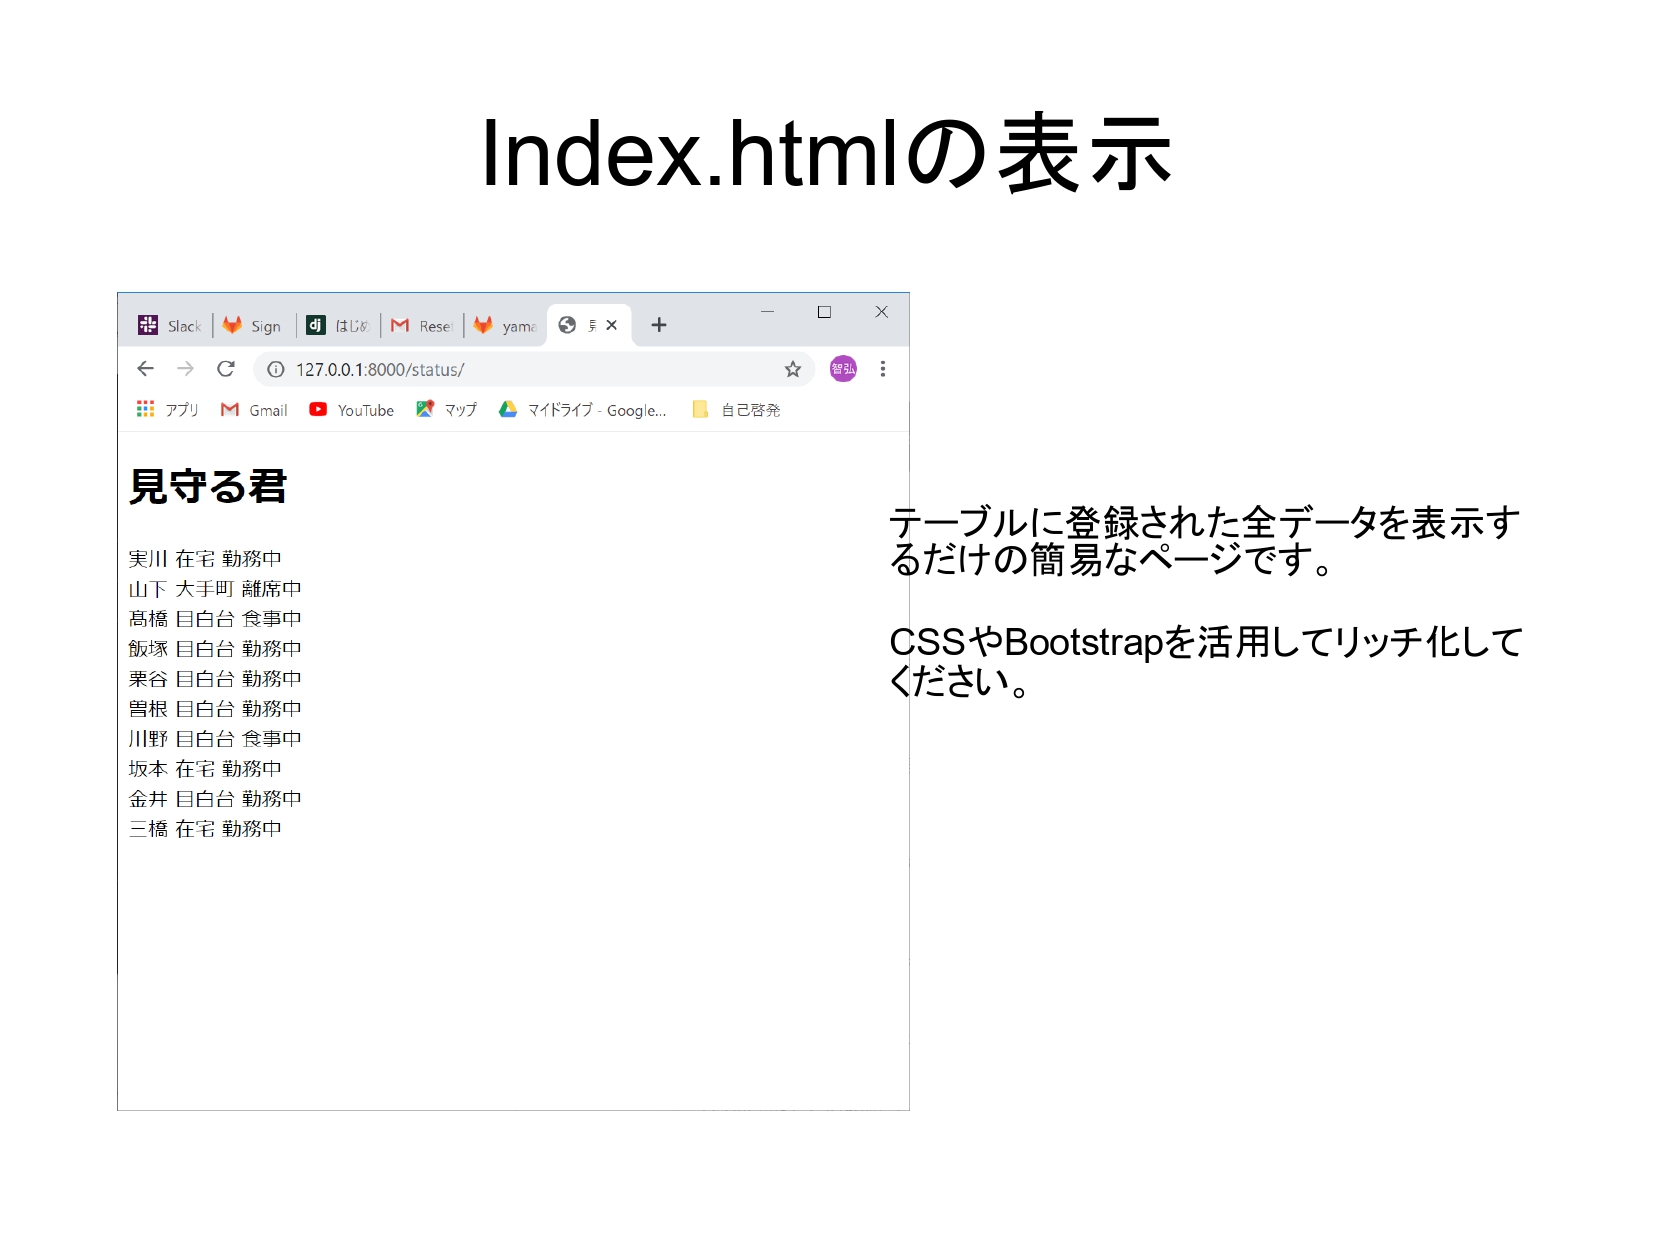 Index.htmlの表示
Slack
Sign
はじめ
Rese
yama
127.0.0.1:8000/status/
智弘
アプリ
Gmail
YouTube
マップ
マイドライブ - Google...
自己啓発
見守る君
実川 在宅 勤務中
山下 大手町 離席中
髙橋 目白台 食事中
飯塚 目白台 勤務中
栗谷 目白台 勤務中
曽根 目白台 勤務中
川野 目白台 食事中
坂本 在宅 勤務中
金井 目白台 勤務中
三橋 在宅 勤務中
テーブルに登録された全データを表示す
るだけの簡易なページです。
CSSやBootstrapを活用してリッチ化して
ください。